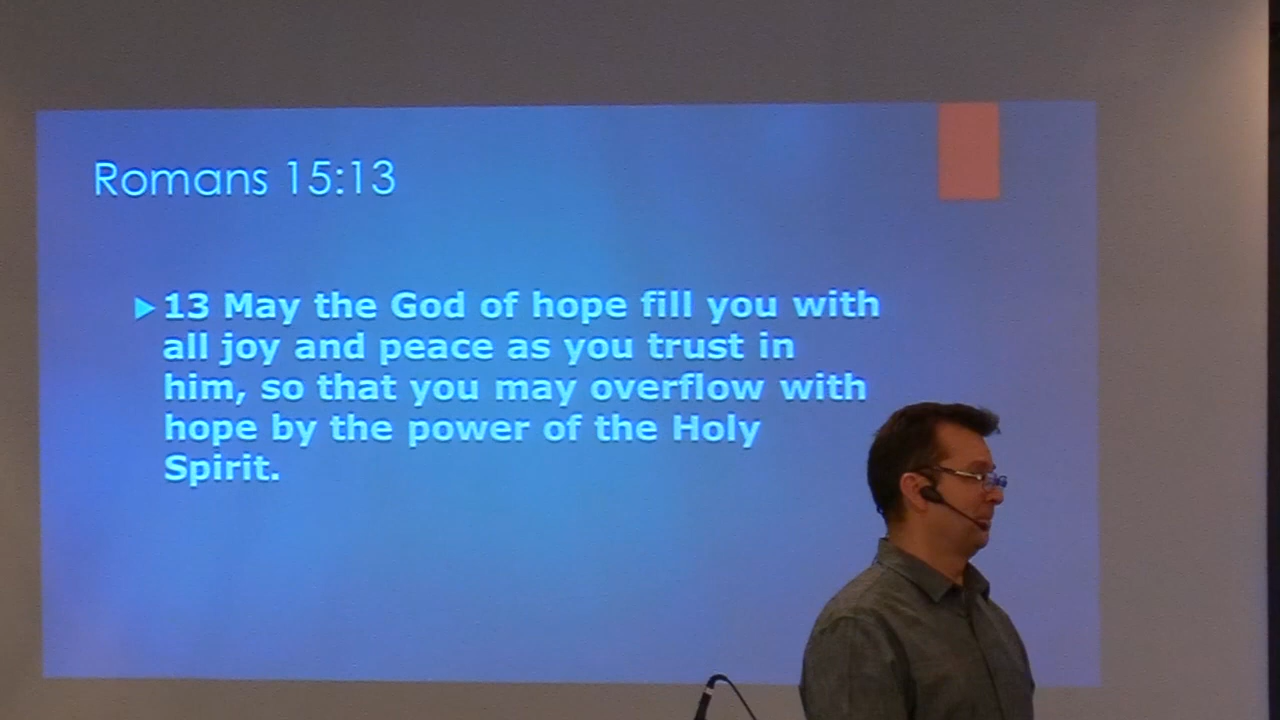 Romans 15:13
13 May the God of hope fill you with
all joy and peace as you trust in
him, so that you may overflow with
hope by the power of the Holy
Spirit.